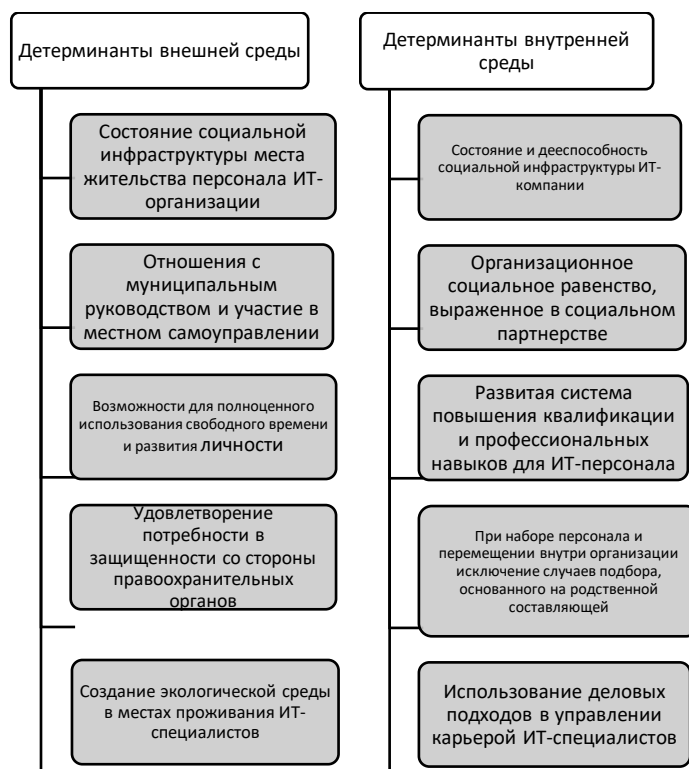 Детерминанты внешней среды
Состояние социальной
инфраструктуры места
жительства персонала ИТ-
организации
Отношения с
муниципальным
руководством и участие в
местном самоуправлении
Возможности для полноценного
использования свободного времени
и развития личности
Удовлетворение
потребности в
защищенности со стороны
правоохранительных
органов
Создание экологической среды
в местах проживания ИТ-
специалистов
Детерминанты внутренней
среды
Состояние и дееспособность
социальной инфраструктуры ИТ-
компании
Организационное
социальное равенство,
выраженное в социальном
партнерстве
Развитая система
повышения квалификации
и профессиональных
навыков для ИТ-персонала
При наборе персонала и
перемещении внутри организации
исключение случаев подбора,
основанного на родственной
составляющей
Использование деловых
подходов в управлении
карьерой ИТ-специалистов